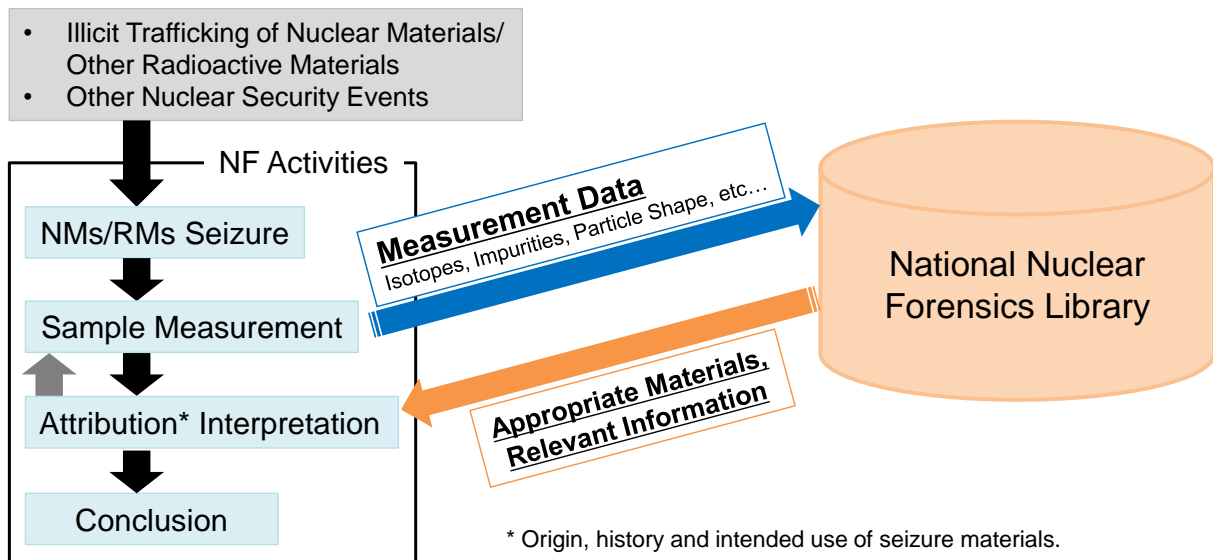 • Illicit Trafficking of Nuclear Materials/
Other Radioactive Materials
• Other Nuclear Security Events
NF Activities
NMs/RMs Seizure
Sample Measurement
Attribution* Interpretation
Conclusion
Measurement Data
Isotopes, Impurities, Particle Shape, etc…
Appropriate Materials,
Relevant Information
National Nuclear
Forensics Library
* Origin, history and intended use of seizure materials.